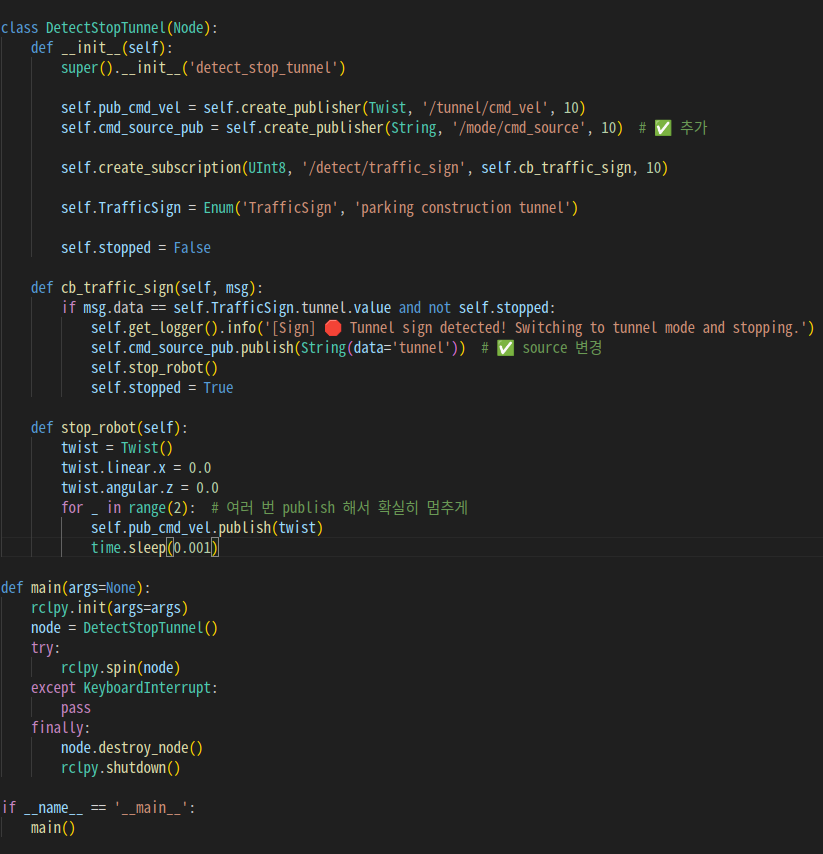 class DetectStopTunnel(Node):
    def __init__(self):
        super().__init__('detect_stop_tunnel')

        self.pub_cmd_vel = self.create_publisher(Twist, '/tunnel/cmd_vel', 10)
        self.cmd_source_pub = self.create_publisher(String, '/mode/cmd_source', 10)  # ✅ 추가

        self.create_subscription(UInt8, '/detect/traffic_sign', self.cb_traffic_sign, 10)

        self.TrafficSign = Enum('TrafficSign', 'parking construction tunnel')

        self.stopped = False

    def cb_traffic_sign(self, msg):
        if msg.data == self.TrafficSign.tunnel.value and not self.stopped:
            self.get_logger().info('[Sign] 🛑 Tunnel sign detected! Switching to tunnel mode and stopping.')
            self.cmd_source_pub.publish(String(data='tunnel'))  # ✅ source 변경
            self.stop_robot()
            self.stopped = True

    def stop_robot(self):
        twist = Twist()
        twist.linear.x = 0.0
        twist.angular.z = 0.0
        for _ in range(2):  # 여러 번 publish 해서 확실히 멈추게
            self.pub_cmd_vel.publish(twist)
            time.sleep(0.001)

def main(args=None):
    rclpy.init(args=args)
    node = DetectStopTunnel()
    try:
        rclpy.spin(node)
    except KeyboardInterrupt:
        pass
    finally:
        node.destroy_node()
        rclpy.shutdown()

if __name__ == '__main__':
    main()